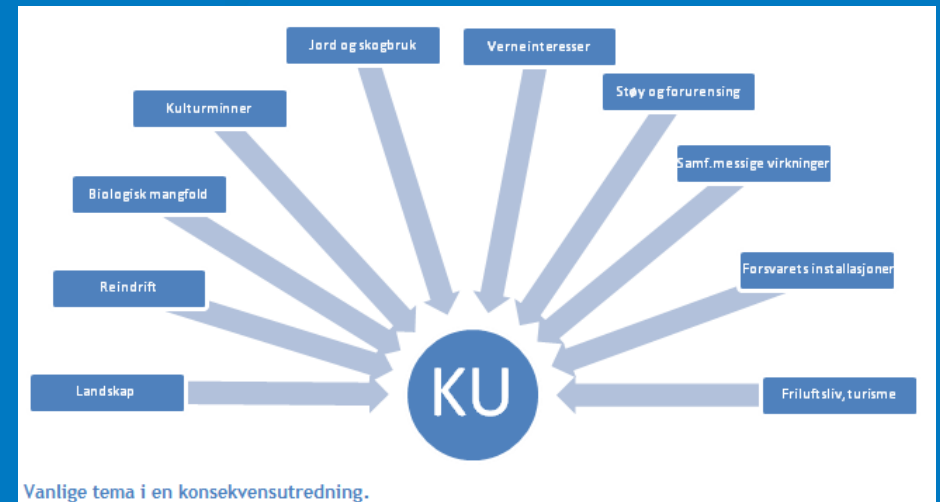 Jord og skogbruk
Verneinteresser
Støy og forurensing
Kulturminner
Samf.messige virkninger
Biologisk mangfold
Forsvarets installasjoner
Reindrift
Landskap
KU
Friluftsliv, turisme
Vanlige tema i en konsekvensutredning.